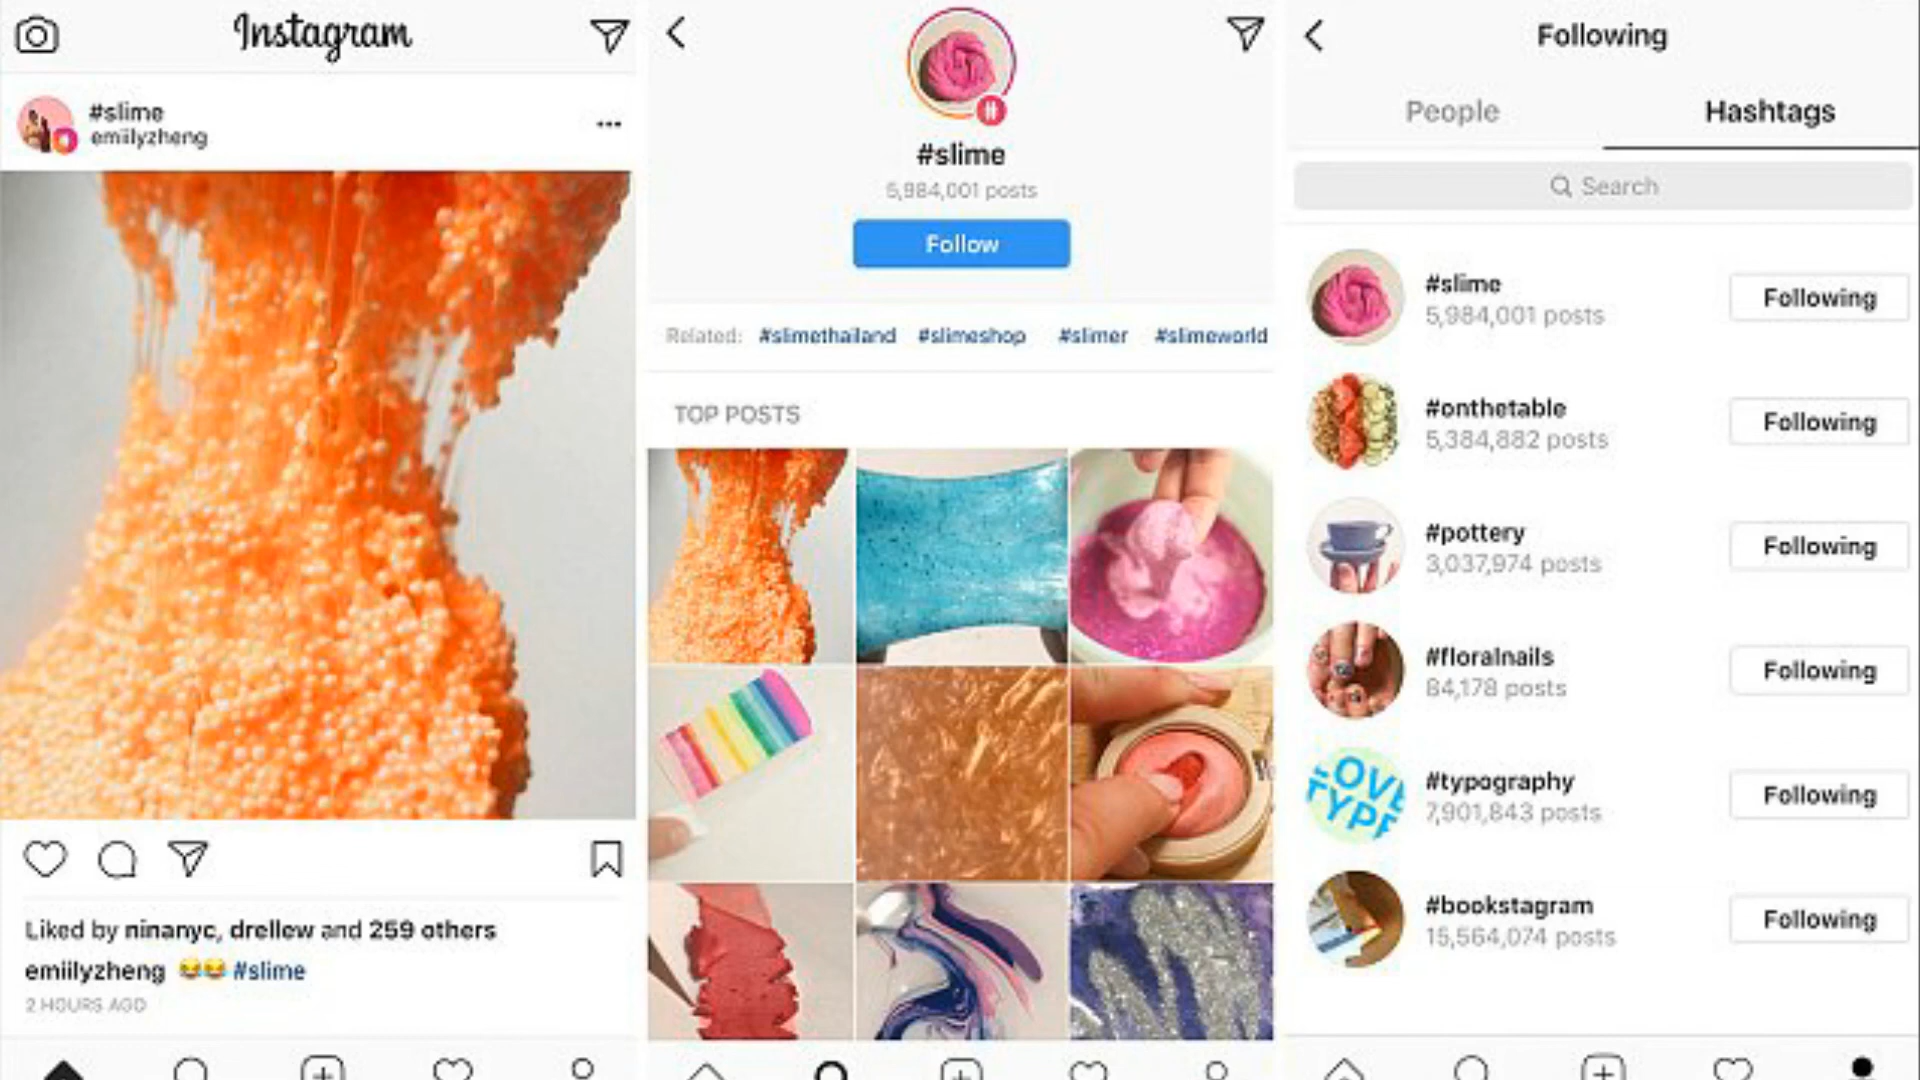 Instagram
#slime
emiilyzheng
Liked by ninanyc, drellew and 259 others
emiilyzheng 😂😂 #slime
2 HOURS AGO
#
#slime
5,984,001 posts
Follow
Related: #slimethailand #slimeshop #slimer #slimeworld
TOP POSTS
Following
People Hashtags
Search
#slime
5,984,001 posts
Following
#onthetable
5,384,882 posts
Following
#pottery
3,037,974 posts
Following
#floralnails
84,178 posts
Following
OVE
TYPE
#typography
7,901,843 posts
Following
#bookstagram
15,564,074 posts
Following